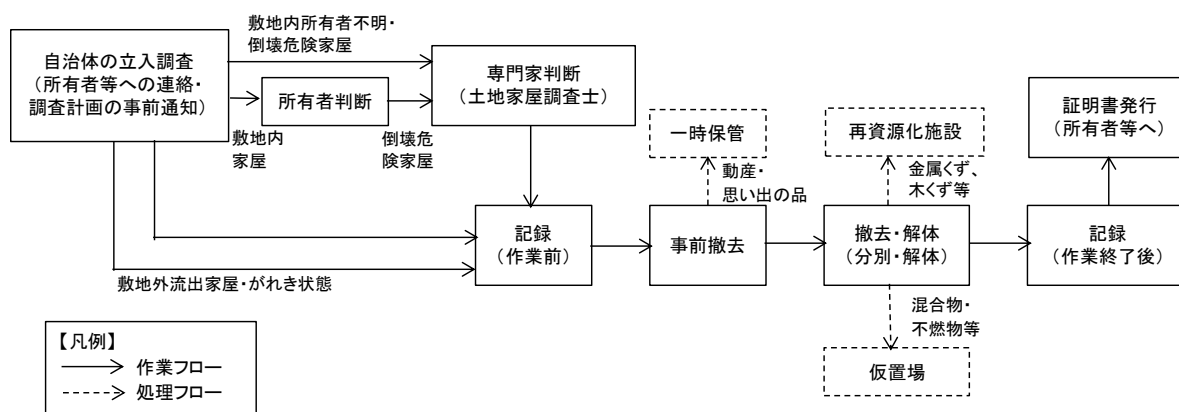 敷地内所有者不明・
倒壊危険家屋
自治体の立入調査
（所有者等への連絡・
調査計画の事前通知）
所有者判断
専門家判断
（土地家屋調査士）
敷地内
家屋
倒壊危
険家屋
一時保管
再資源化施設
証明書発行
（所有者等へ）
動産・
思い出の品
金属くず、
木くず等
記録
（作業前）
事前撤去
撤去・解体
（分別・解体）
記録
（作業終了後）
敷地外流出家屋・がれき状態
混合物・
不燃物等
仮置場
【凡例】
作業フロー
処理フロー